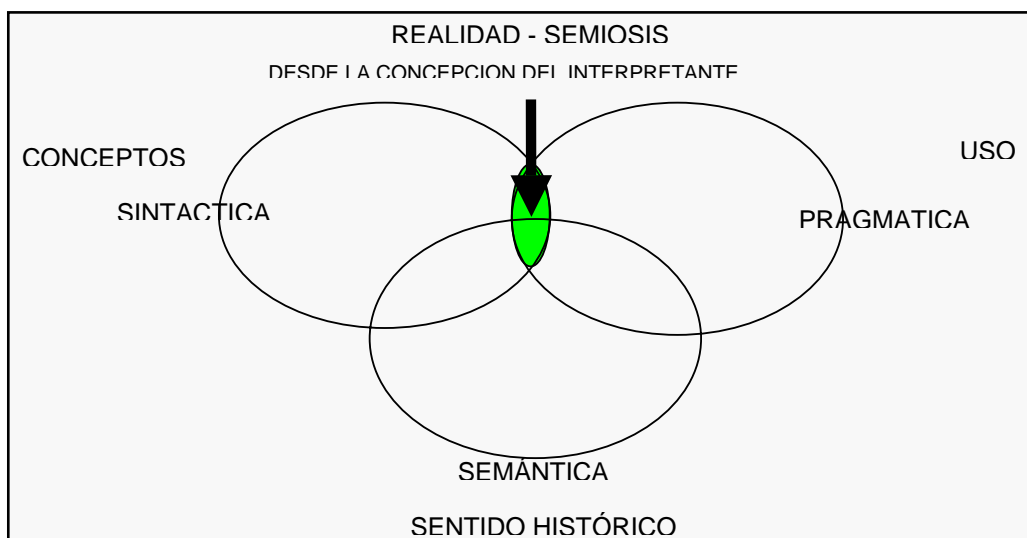 REALIDAD - SEMIOSIS
DESDE LA CONCEPCION DEL INTERPRETANTE
CONCEPTOS
USO
SINTACTICA
PRAGMATICA
SEMÁNTICA
SENTIDO HISTÓRICO